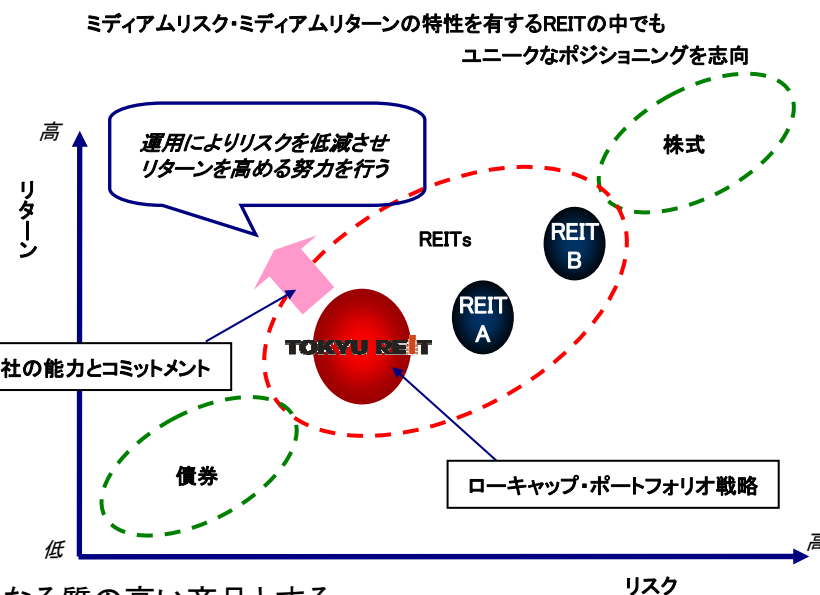 ミディアムリスク・ミディアムリターンの特性を有するREITの中でも
ユニークなポジショニングを志向
高
リターン
運用によりリスクを低減させ
リターンを高める努力を行う
株式
REITs
REIT
B
REIT
A
TOKYU REIT
社の能力とコミットメント
債券
ローキャップ・ポートフォリオ戦略
低
高
リスク